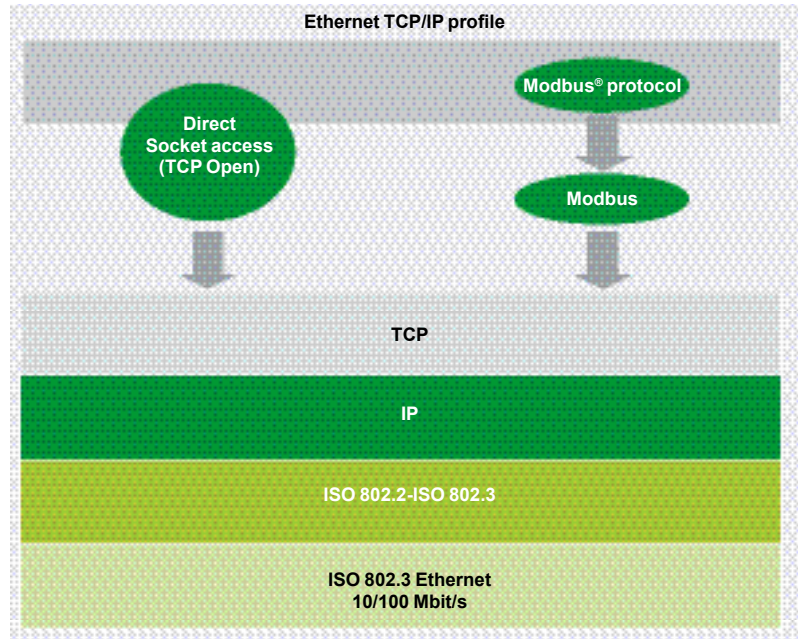 Ethernet TCP/IP profile
Modbus® protocol
Direct
Socket access
(TCP Open)
Modbus
TCP
IP
ISO 802.2-ISO 802.3
ISO 802.3 Ethernet
10/100 Mbit/s